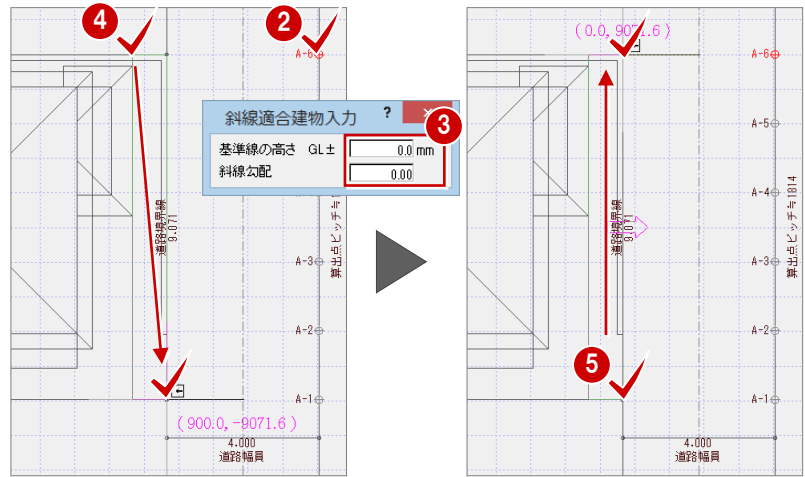 4
2
A-6
斜線適合建物入力 ? ×
3
基準線の高さ GL± 0.0 mm
斜線勾配 0.00
道路境界線
9.071
A-5
A-4
A-3
A-2
A-1
算出点ピッチ≒1814
(900.0, -9071.6)
4.000
道路幅員
(0.0, 9071.6)
A-6
A-5
A-4
A-3
A-2
A-1
道路境界線
9.071
算出点ピッチ≒1814
5
4.000
道路幅員